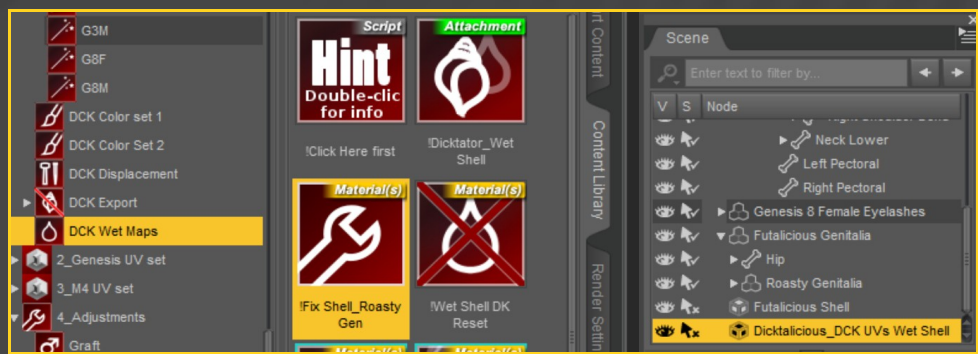 G3M
G8F
G8M
DCK Color set 1
DCK Color Set 2
DCK Displacement
DCK Export
DCK Wet Maps
2_Genesis UV set
3_M4 UV set
4_Adjustments
Graft
Script
Hint
Double-clic
for info
!Click Here first
Attachment
!Dicktator_Wet
Shell
Material(s)
!Fix Shell_Roasty
Gen
Material(s)
!Wet Shell DK
Reset
Material(s)
Material(s)
Content
Content Library
Render Settin
Scene
Enter text to filter by...
V S Node
Neck Lower
Left Pectoral
Right Pectoral
Genesis 8 Female Eyelashes
Futalicious Genitalia
Hip
Roasty Genitalia
Futalicious Shell
Dicktalicious_DCK UVs Wet Shell